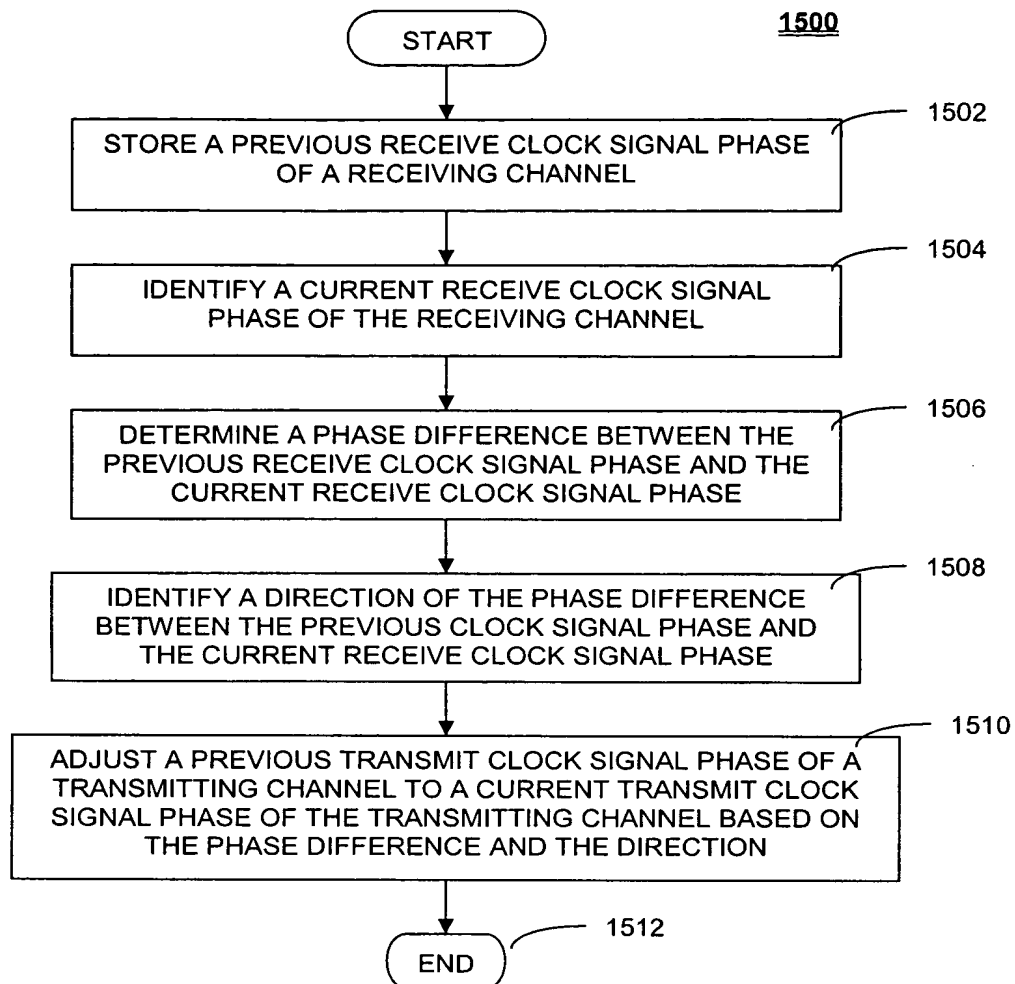 1500
START
1502
STORE A PREVIOUS RECEIVE CLOCK SIGNAL PHASE
OF A RECEIVING CHANNEL
1504
IDENTIFY A CURRENT RECEIVE CLOCK SIGNAL
PHASE OF THE RECEIVING CHANNEL
1506
DETERMINE A PHASE DIFFERENCE BETWEEN THE
PREVIOUS RECEIVE CLOCK SIGNAL PHASE AND THE
CURRENT RECEIVE CLOCK SIGNAL PHASE
1508
IDENTIFY A DIRECTION OF THE PHASE DIFFERENCE
BETWEEN THE PREVIOUS CLOCK SIGNAL PHASE AND
THE CURRENT RECEIVE CLOCK SIGNAL PHASE
1510
ADJUST A PREVIOUS TRANSMIT CLOCK SIGNAL PHASE OF A
TRANSMITTING CHANNEL TO A CURRENT TRANSMIT CLOCK
SIGNAL PHASE OF THE TRANSMITTING CHANNEL BASED ON
THE PHASE DIFFERENCE AND THE DIRECTION
1512
END